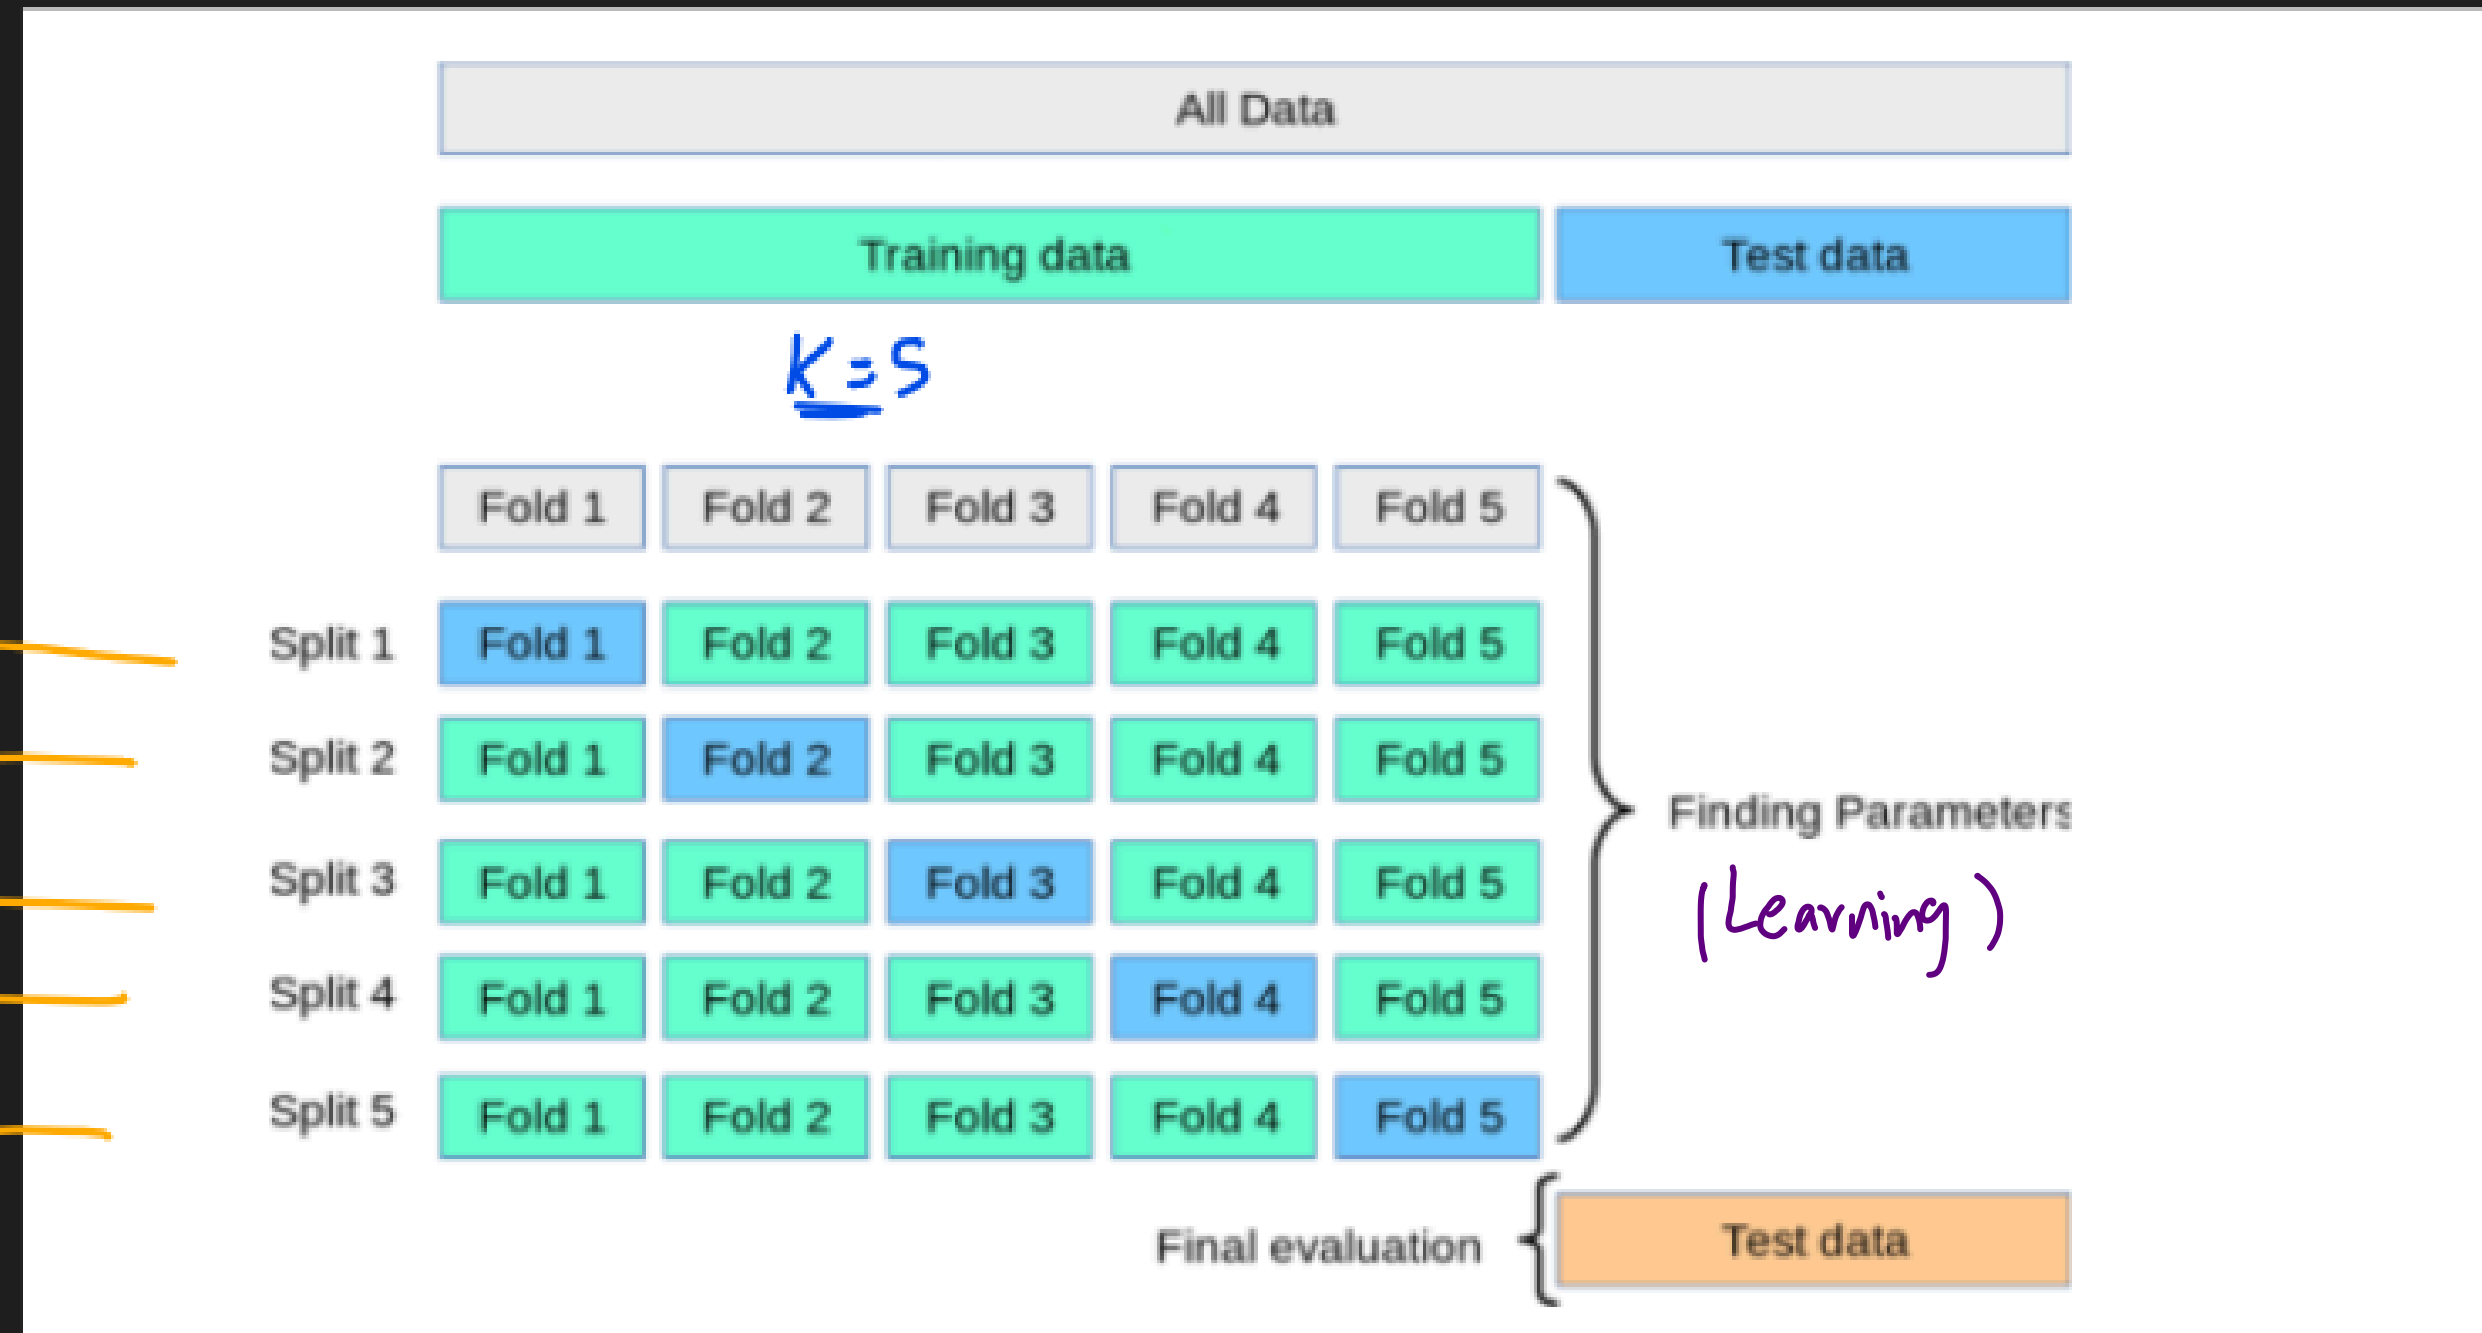 All Data
Training data Test data
K=5
Fold 1 Fold 2 Fold 3 Fold 4 Fold 5
Split 1 Fold 1 Fold 2 Fold 3 Fold 4 Fold 5
Split 2 Fold 1 Fold 2 Fold 3 Fold 4 Fold 5
Finding Parameters
Split 3 Fold 1 Fold 2 Fold 3 Fold 4 Fold 5
(Learning)
Split 4 Fold 1 Fold 2 Fold 3 Fold 4 Fold 5
Split 5 Fold 1 Fold 2 Fold 3 Fold 4 Fold 5
Final evaluation Test data